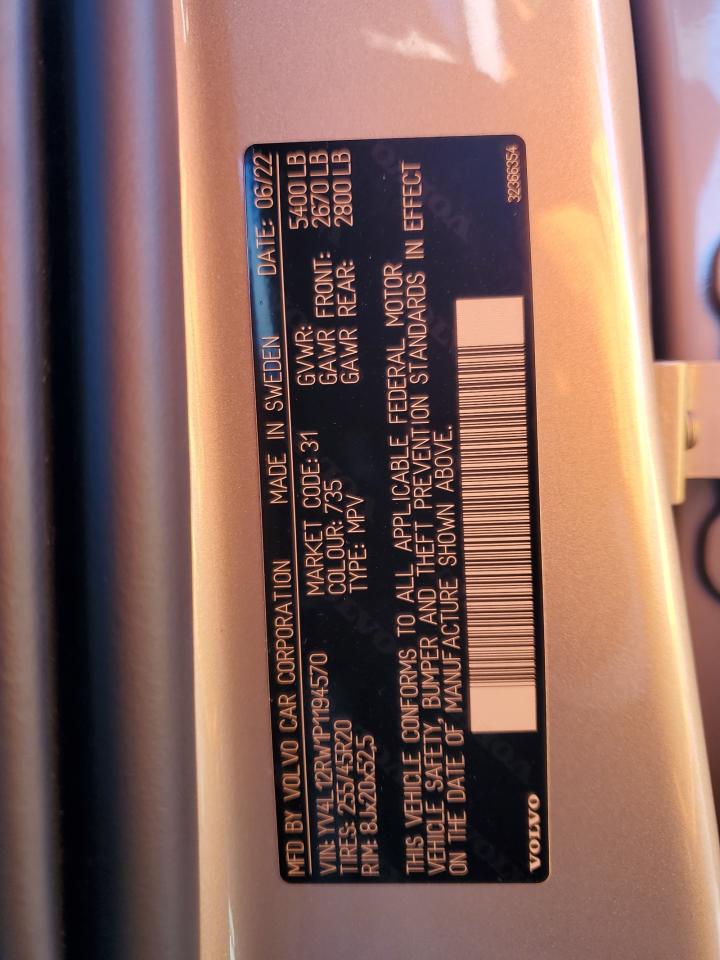 MFD BY VOLVO CAR CORPORATION MADE IN SWEDEN DATE: 06/22
VIN: YV4L12RW1P1194570 MARKET CODE: 31 GVWR: 5400 LB
TIRES: 255/45R20 COLOUR: 735 GAWR FRONT: 2670 LB
RIM: 8Jx20x52,5 TYPE: MPV GAWR REAR: 2800 LB
THIS VEHICLE CONFORMS TO ALL APPLICABLE FEDERAL MOTOR
VEHICLE SAFETY, BUMPER AND THEFT PREVENTION STANDARDS IN EFFECT
ON THE DATE OF MANUFACTURE SHOWN ABOVE.
VOLVO 32366354